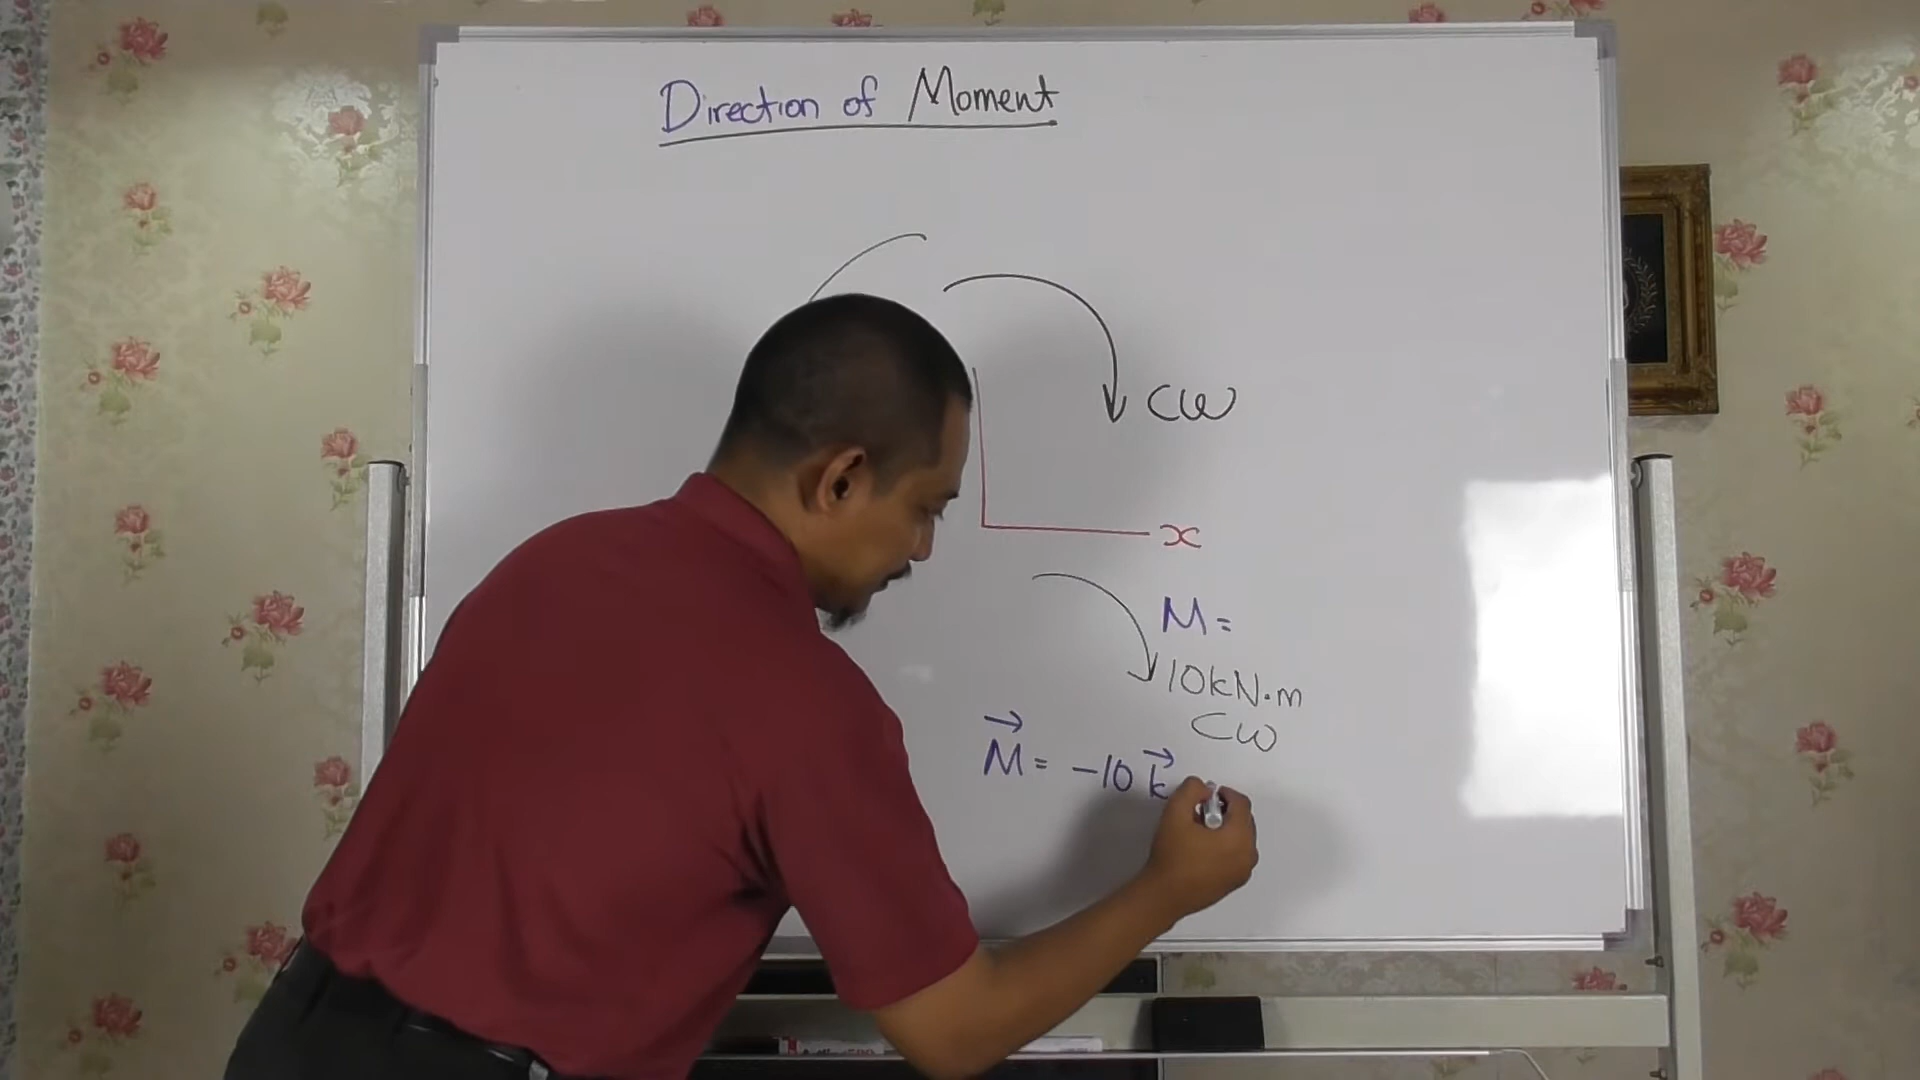 Direction of Moment
CW
x
M =
10kN.m
CW
M⃗ = -10 k⃗